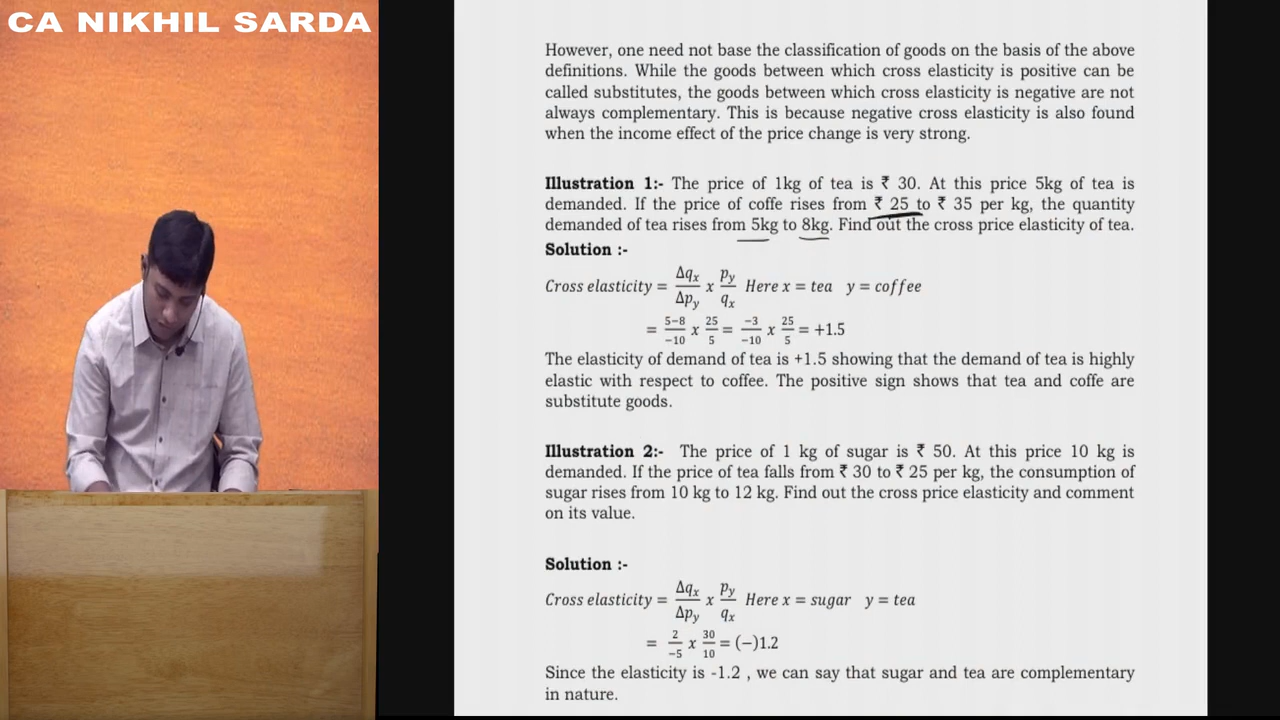 CA NIKHIL SARDA
However, one need not base the classification of goods on the basis of the above
definitions. While the goods between which cross elasticity is positive can be
called substitutes, the goods between which cross elasticity is negative are not
always complementary. This is because negative cross elasticity is also found
when the income effect of the price change is very strong.
Illustration 1:- The price of 1kg of tea is ₹ 30. At this price 5kg of tea is
demanded. If the price of coffe rises from ₹ 25 to ₹ 35 per kg, the quantity
demanded of tea rises from 5kg to 8kg. Find out the cross price elasticity of tea.
Solution :-
Cross elasticity = Δqₓ/Δp_y x p_y/qₓ Here x = tea y = coffee
= 5−8/−10 x 25/5 = −3/−10 x 25/5 = +1.5
The elasticity of demand of tea is +1.5 showing that the demand of tea is highly
elastic with respect to coffee. The positive sign shows that tea and coffe are
substitute goods.
Illustration 2:- The price of 1 kg of sugar is ₹ 50. At this price 10 kg is
demanded. If the price of tea falls from ₹ 30 to ₹ 25 per kg, the consumption of
sugar rises from 10 kg to 12 kg. Find out the cross price elasticity and comment
on its value.
Solution :-
Cross elasticity = Δqₓ/Δp_y x p_y/qₓ Here x = sugar y = tea
= 2/−5 x 30/10 = (−)1.2
Since the elasticity is -1.2 , we can say that sugar and tea are complementary
in nature.